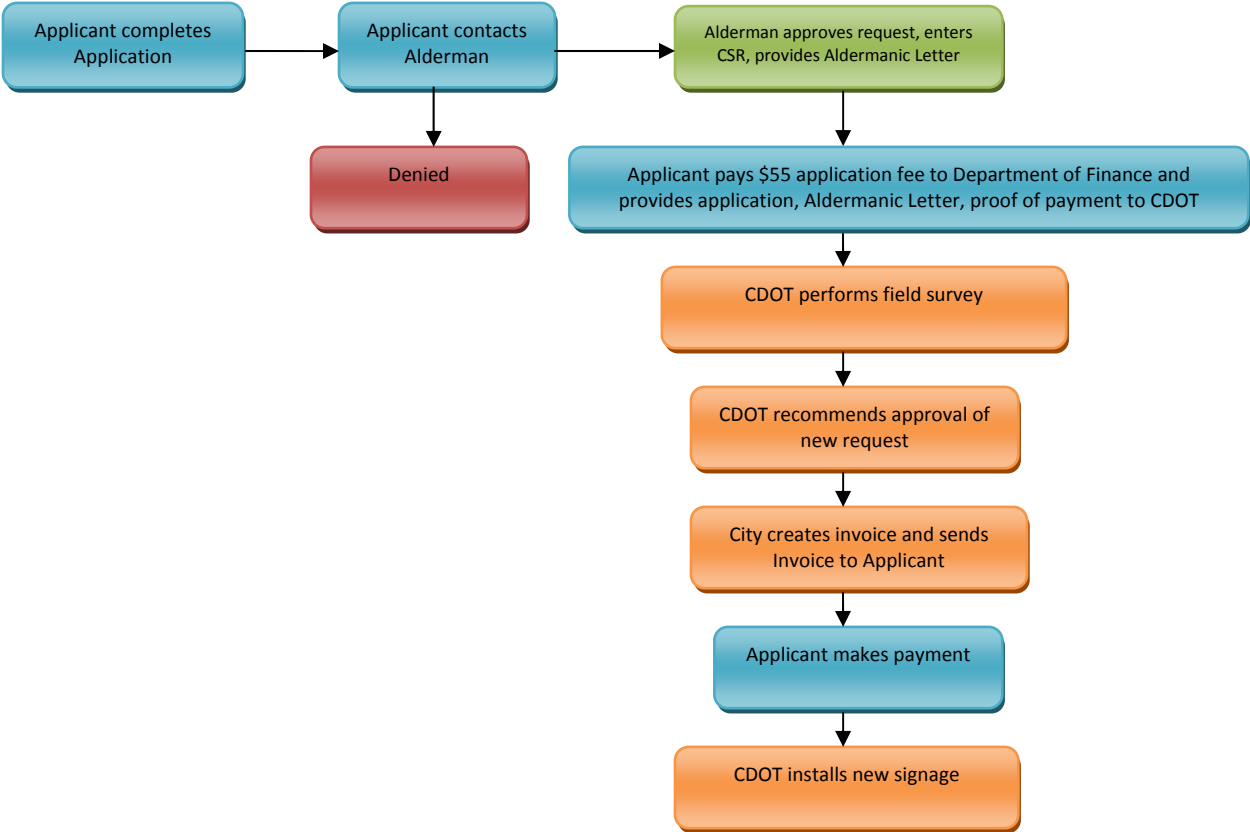 Applicant completes
Application
Applicant contacts
Alderman
Alderman approves request, enters
CSR, provides Aldermanic Letter
Denied
Applicant pays $55 application fee to Department of Finance and
provides application, Aldermanic Letter, proof of payment to CDOT
CDOT performs field survey
CDOT recommends approval of
new request
City creates invoice and sends
Invoice to Applicant
Applicant makes payment
CDOT installs new signage